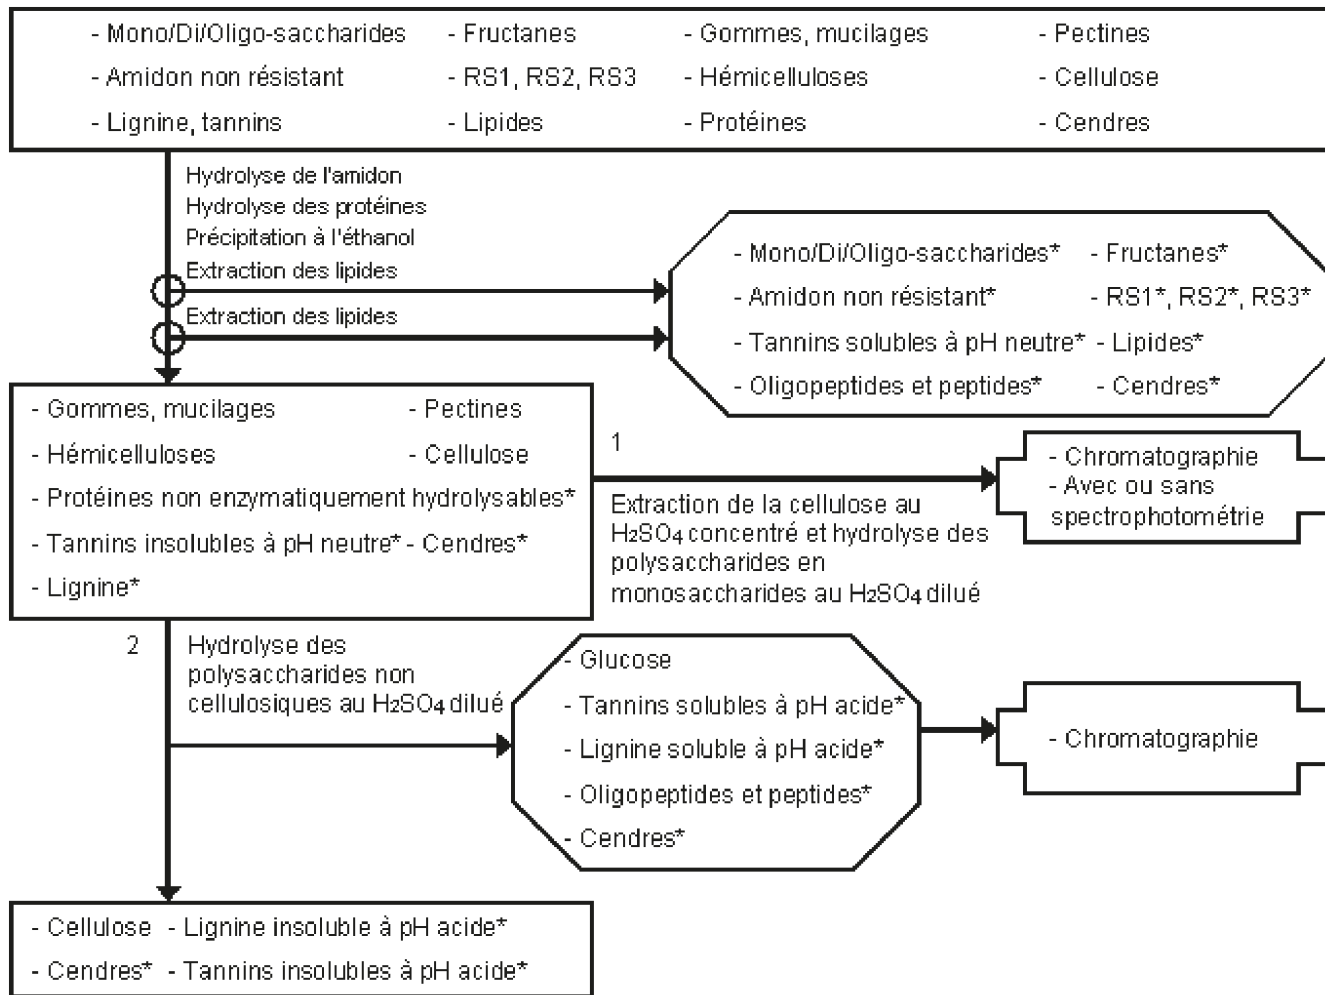 - Mono/Di/Oligo-saccharides - Fructanes - Gommes, mucilages - Pectines
- Amidon non résistant - RS1, RS2, RS3 - Hémicelluloses - Cellulose
- Lignine, tannins - Lipides - Protéines - Cendres
Hydrolyse de l'amidon
Hydrolyse des protéines
Précipitation à l'éthanol
Extraction des lipides
Extraction des lipides
- Mono/Di/Oligo-saccharides* - Fructanes*
- Amidon non résistant* - RS1*, RS2*, RS3*
- Tannins solubles à pH neutre* - Lipides*
- Oligopeptides et peptides* - Cendres*
- Gommes, mucilages - Pectines
- Hémicelluloses - Cellulose
- Protéines non enzymatiquement hydrolysables*
- Tannins insolubles à pH neutre* - Cendres*
- Lignine*
1
Extraction de la cellulose au
H₂SO₄ concentré et hydrolyse des
polysaccharides en
monosaccharides au H₂SO₄ dilué
- Chromatographie
- Avec ou sans
spectrophotométrie
2
Hydrolyse des
polysaccharides non
cellulosiques au H₂SO₄ dilué
- Glucose
- Tannins solubles à pH acide*
- Lignine soluble à pH acide*
- Oligopeptides et peptides*
- Cendres*
- Chromatographie
- Cellulose - Lignine insoluble à pH acide*
- Cendres* - Tannins insolubles à pH acide*